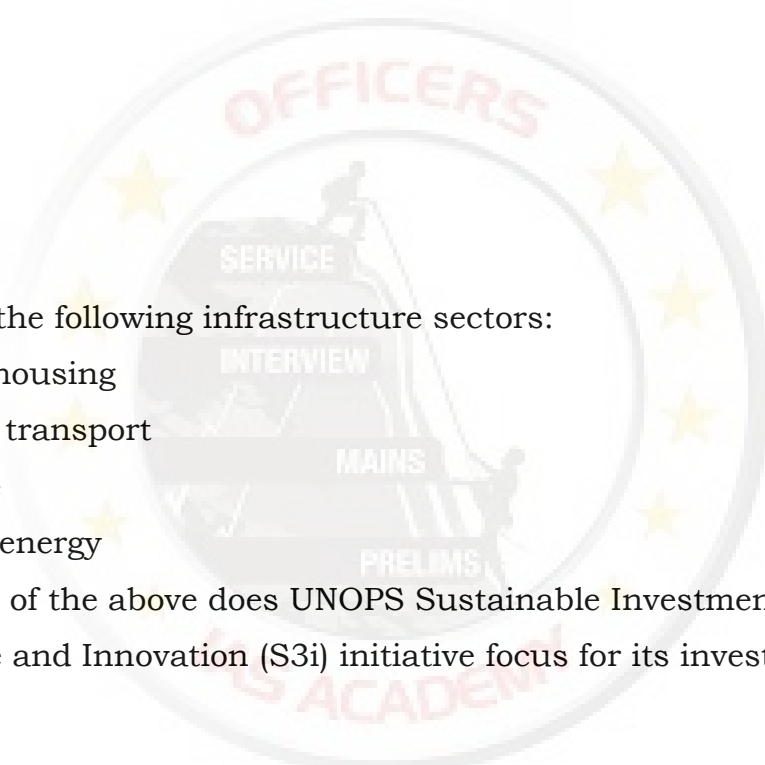 OFFICERS
SERVICE
the following infrastructure sectors:
INTERVIEW
housing
transport
MAINS
energy
PRELIMS
of the above does UNOPS Sustainable Investmen
and Innovation (S3i) initiative focus for its invest
IAS ACADEMY